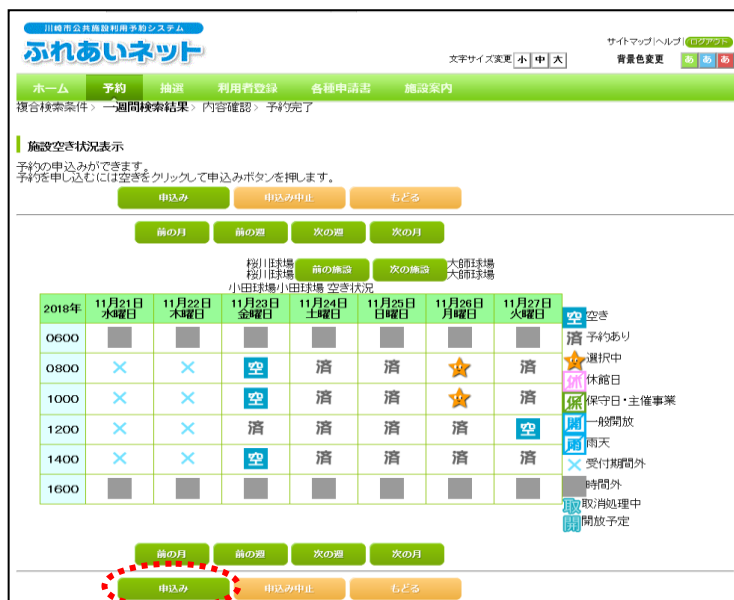 川崎市公共施設利用予約システム
ふれあいネット
サイトマップ|ヘルプ| ログアウト
文字サイズ変更 小 中 大 背景色変更 あ あ あ
ホーム 予約 抽選 利用者登録 各種申請書 施設案内
複合検索条件> 一週間検索結果> 内容確認> 予約完了
施設空き状況表示
予約の申込みができます。
予約を申し込むには空きをクリックして申込みボタンを押します。
申込み 申込み中止 もどる
前の月 前の週 次の週 次の月
桜川球場 前の施設 次の施設 大師球場
桜川球場 大師球場
小田球場小田球場 空き状況
2018年 11月21日 11月22日 11月23日 11月24日 11月25日 11月26日 11月27日
水曜日 木曜日 金曜日 土曜日 日曜日 月曜日 火曜日
0600
0800 × × 空 済 済 済
1000 × × 空 済 済 済
1200 × × 済 済 済 済 空
1400 × × 空 済 済 済 済
1600
空 空き
済 予約あり
選択中
休 休館日
保 保守日・主催事業
開 一般開放
雨 雨天
× 受付期間外
時間外
取 取消処理中
開 開放予定
前の月 前の週 次の週 次の月
申込み 申込み中止 もどる